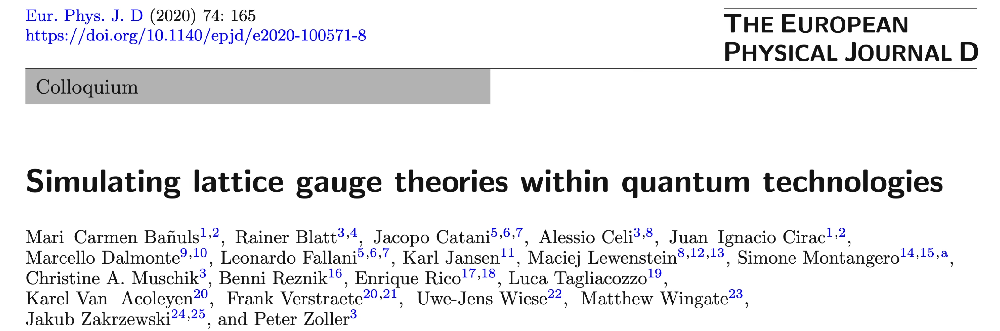 Eur. Phys. J. D (2020) 74: 165
https://doi.org/10.1140/epjd/e2020-100571-8
THE EUROPEAN
PHYSICAL JOURNAL D
Colloquium
Simulating lattice gauge theories within quantum technologies
Mari Carmen Bañuls1,2, Rainer Blatt3,4, Jacopo Catani5,6,7, Alessio Celi3,8, Juan Ignacio Cirac1,2,
Marcello Dalmonte9,10, Leonardo Fallani5,6,7, Karl Jansen11, Maciej Lewenstein8,12,13, Simone Montangero14,15,a,
Christine A. Muschik3, Benni Reznik16, Enrique Rico17,18, Luca Tagliacozzo19,
Karel Van Acoleyen20, Frank Verstraete20,21, Uwe-Jens Wiese22, Matthew Wingate23,
Jakub Zakrzewski24,25, and Peter Zoller3